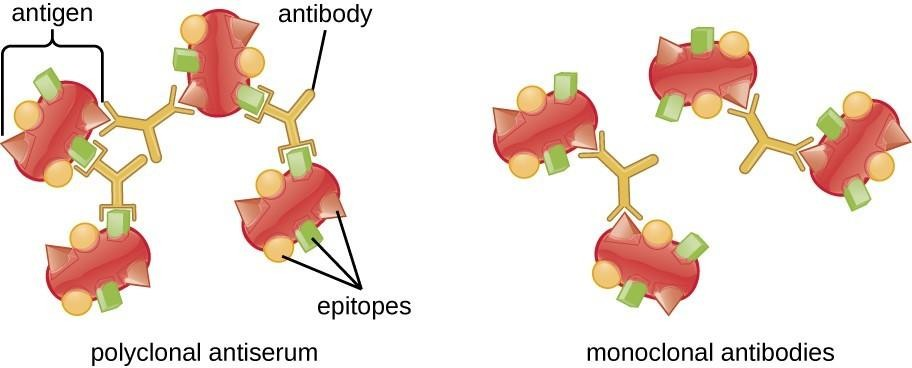 antigen
antibody
epitopes
polyclonal antiserum
monoclonal antibodies